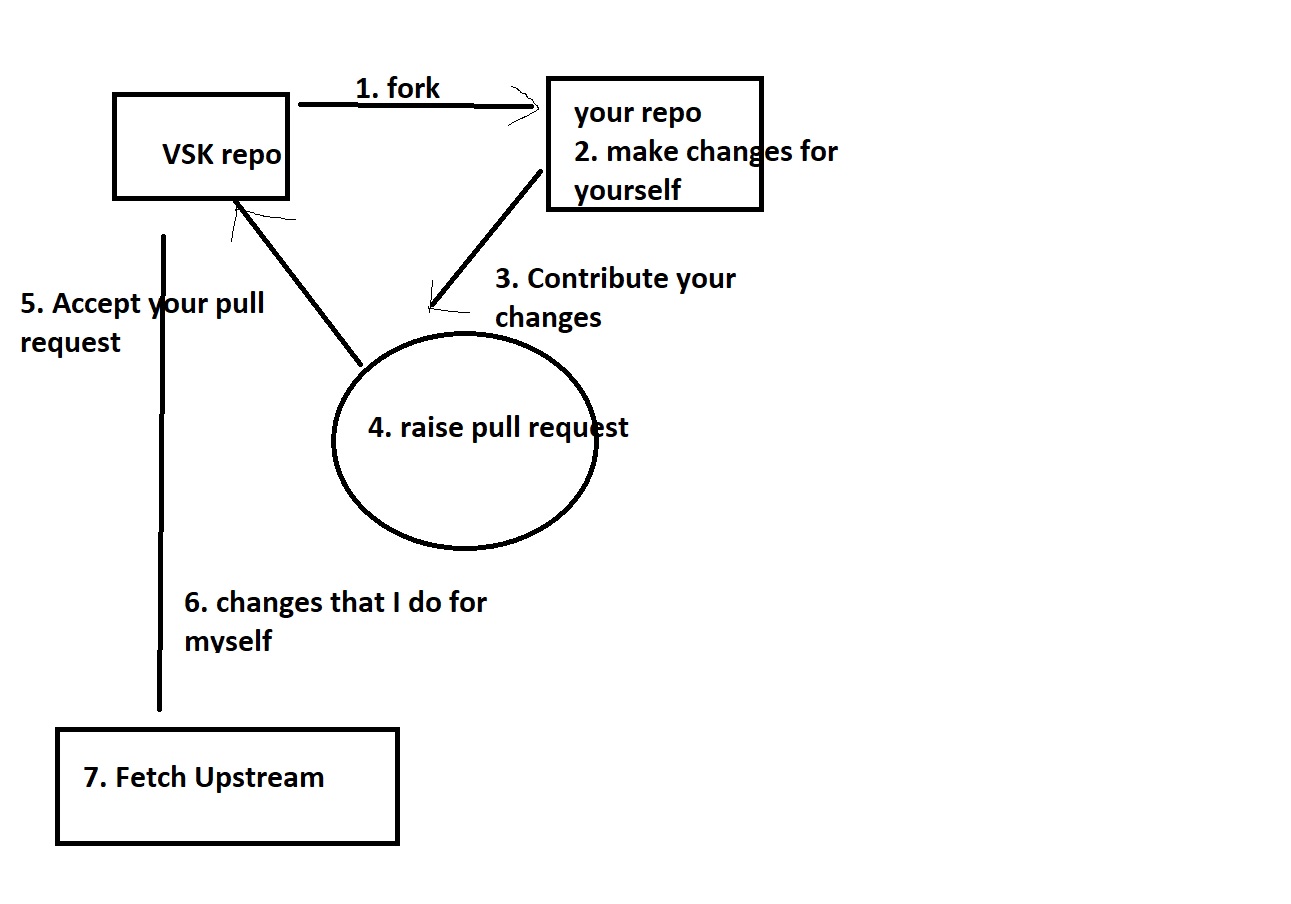 1. fork
VSK repo
your repo
2. make changes for
yourself
3. Contribute your
changes
4. raise pull request
5. Accept your pull
request
6. changes that I do for
myself
7. Fetch Upstream